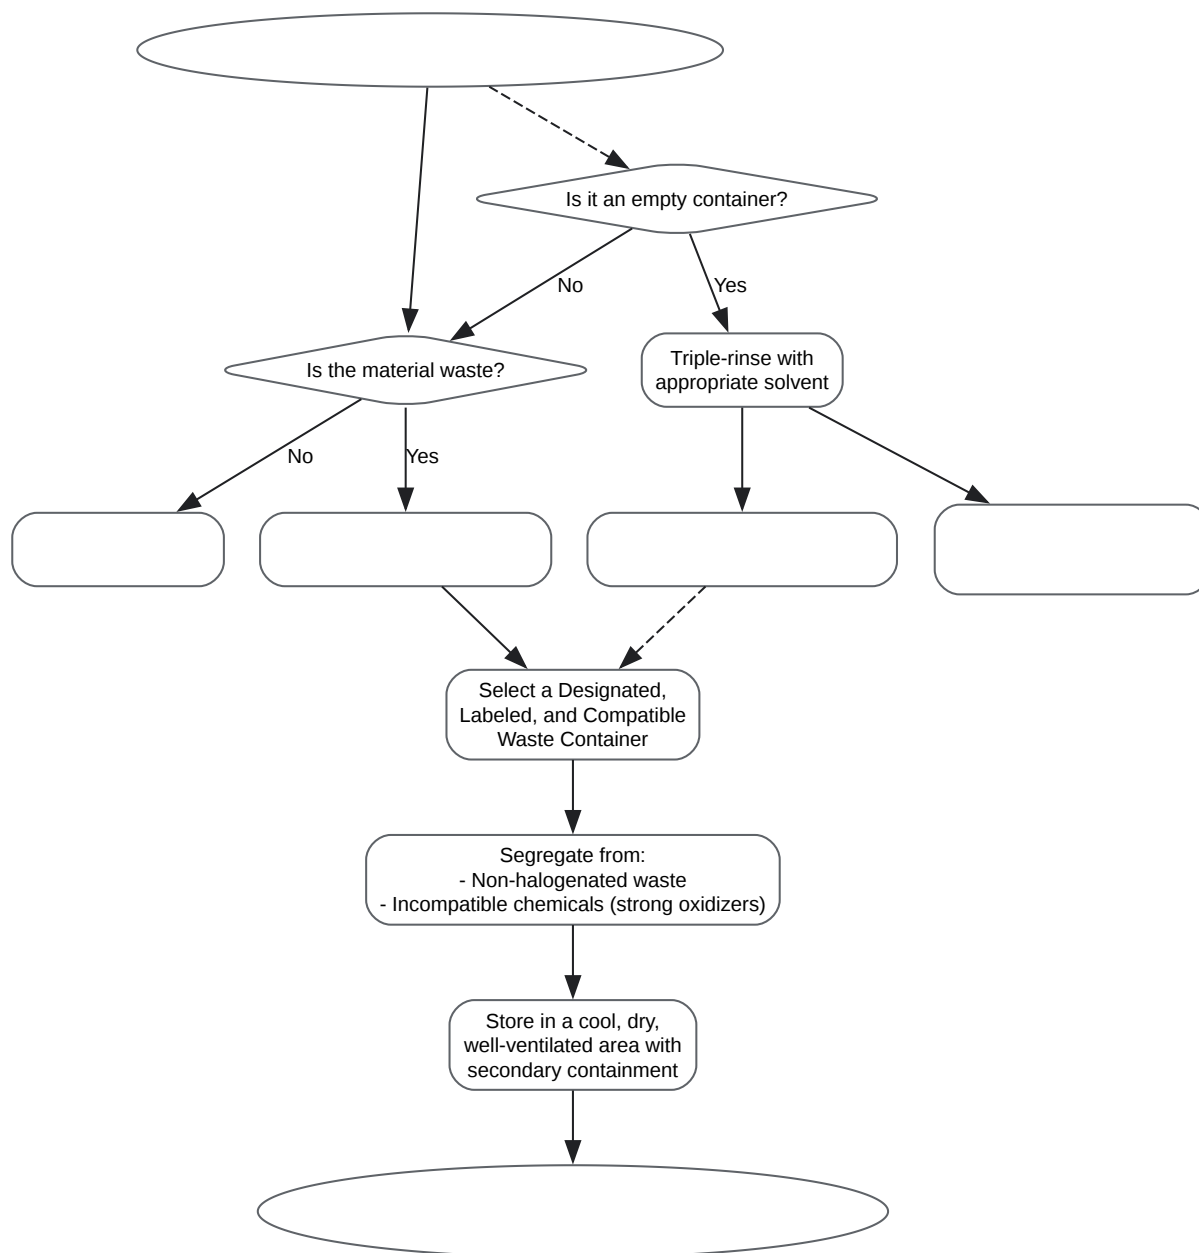 Is it an empty container?
No
Yes
Is the material waste?
Triple-rinse with
appropriate solvent
No
Yes
Select a Designated,
Labeled, and Compatible
Waste Container
Segregate from:
- Non-halogenated waste
- Incompatible chemicals (strong oxidizers)
Store in a cool, dry,
well-ventilated area with
secondary containment